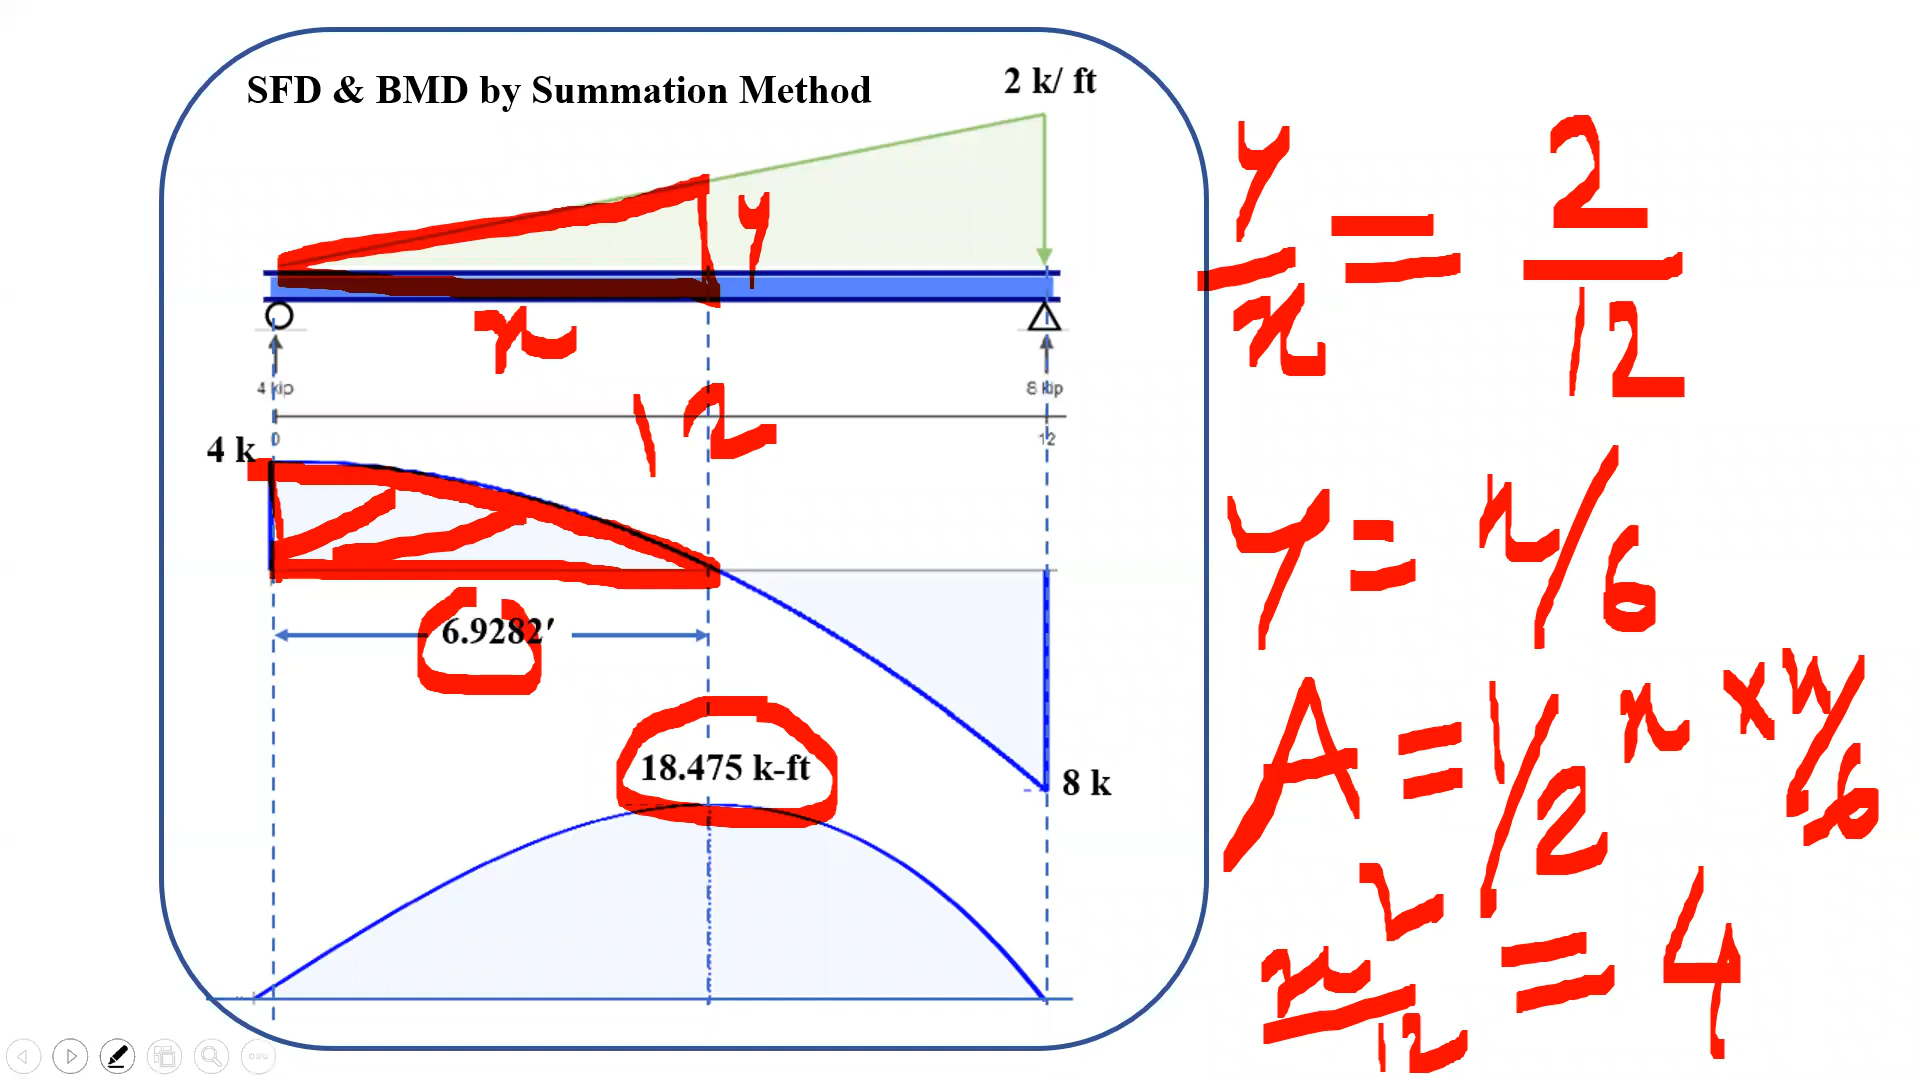 SFD & BMD by Summation Method
2 k/ ft
y
x
4 kip
8 kip
12
0
12
4 k
6.9282′
18.475 k-ft
8 k
y/x = 2/12
y = x/6
A = 1/2 x × x/6
x²/12 = 4